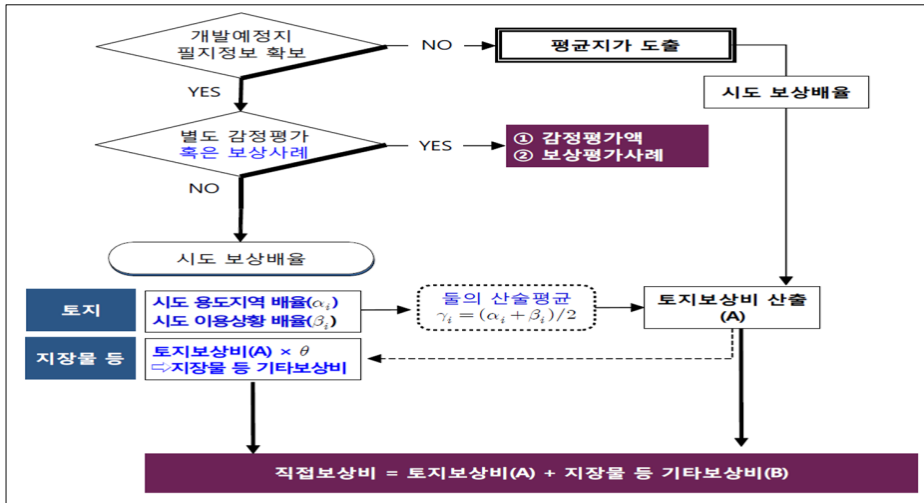 개발예정지
필지정보 확보
NO
평균지가 도출
YES
시도 보상배율
별도 감정평가
혹은 보상사례
YES
① 감정평가액
② 보상평가사례
NO
시도 보상배율
토지
시도 용도지역 배율(αᵢ)
시도 이용상황 배율(βᵢ)
둘의 산술평균
γᵢ = (αᵢ + βᵢ)/2
토지보상비 산출
(A)
지장물 등
토지보상비(A) × θ
⇨지장물 등 기타보상비
직접보상비 = 토지보상비(A) + 지장물 등 기타보상비(B)